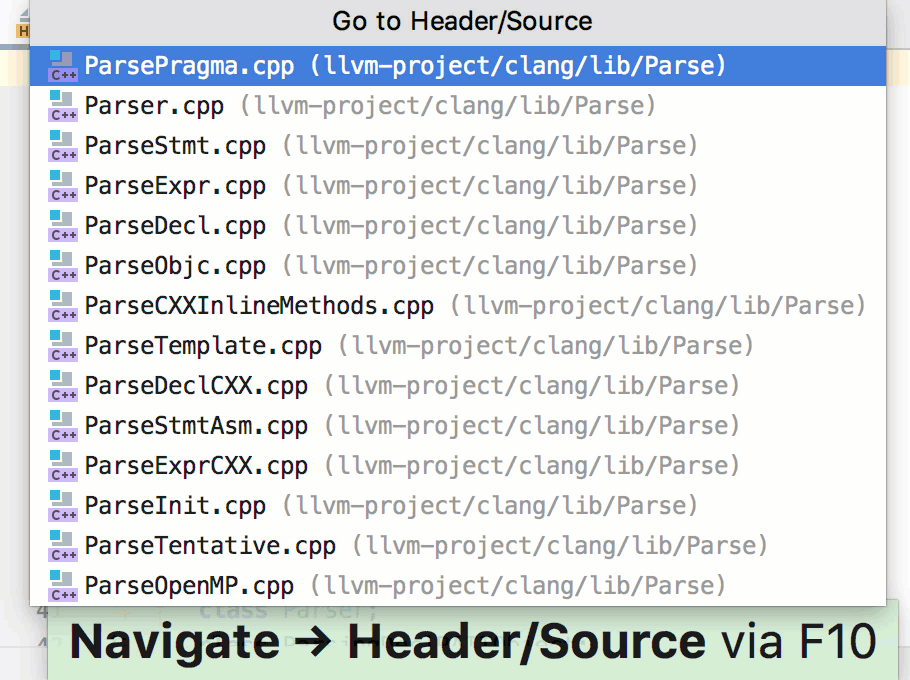 Go to Header/Source
H
C++ ParsePragma.cpp (llvm-project/clang/lib/Parse)
C++ Parser.cpp (llvm-project/clang/lib/Parse)
C++ ParseStmt.cpp (llvm-project/clang/lib/Parse)
C++ ParseExpr.cpp (llvm-project/clang/lib/Parse)
C++ ParseDecl.cpp (llvm-project/clang/lib/Parse)
C++ ParseObjc.cpp (llvm-project/clang/lib/Parse)
C++ ParseCXXInlineMethods.cpp (llvm-project/clang/lib/Parse)
C++ ParseTemplate.cpp (llvm-project/clang/lib/Parse)
C++ ParseDeclCXX.cpp (llvm-project/clang/lib/Parse)
C++ ParseStmtAsm.cpp (llvm-project/clang/lib/Parse)
C++ ParseExprCXX.cpp (llvm-project/clang/lib/Parse)
C++ ParseInit.cpp (llvm-project/clang/lib/Parse)
C++ ParseTentative.cpp (llvm-project/clang/lib/Parse)
C++ ParseOpenMP.cpp (llvm-project/clang/lib/Parse)
class Parser;
Navigate → Header/Source via F10